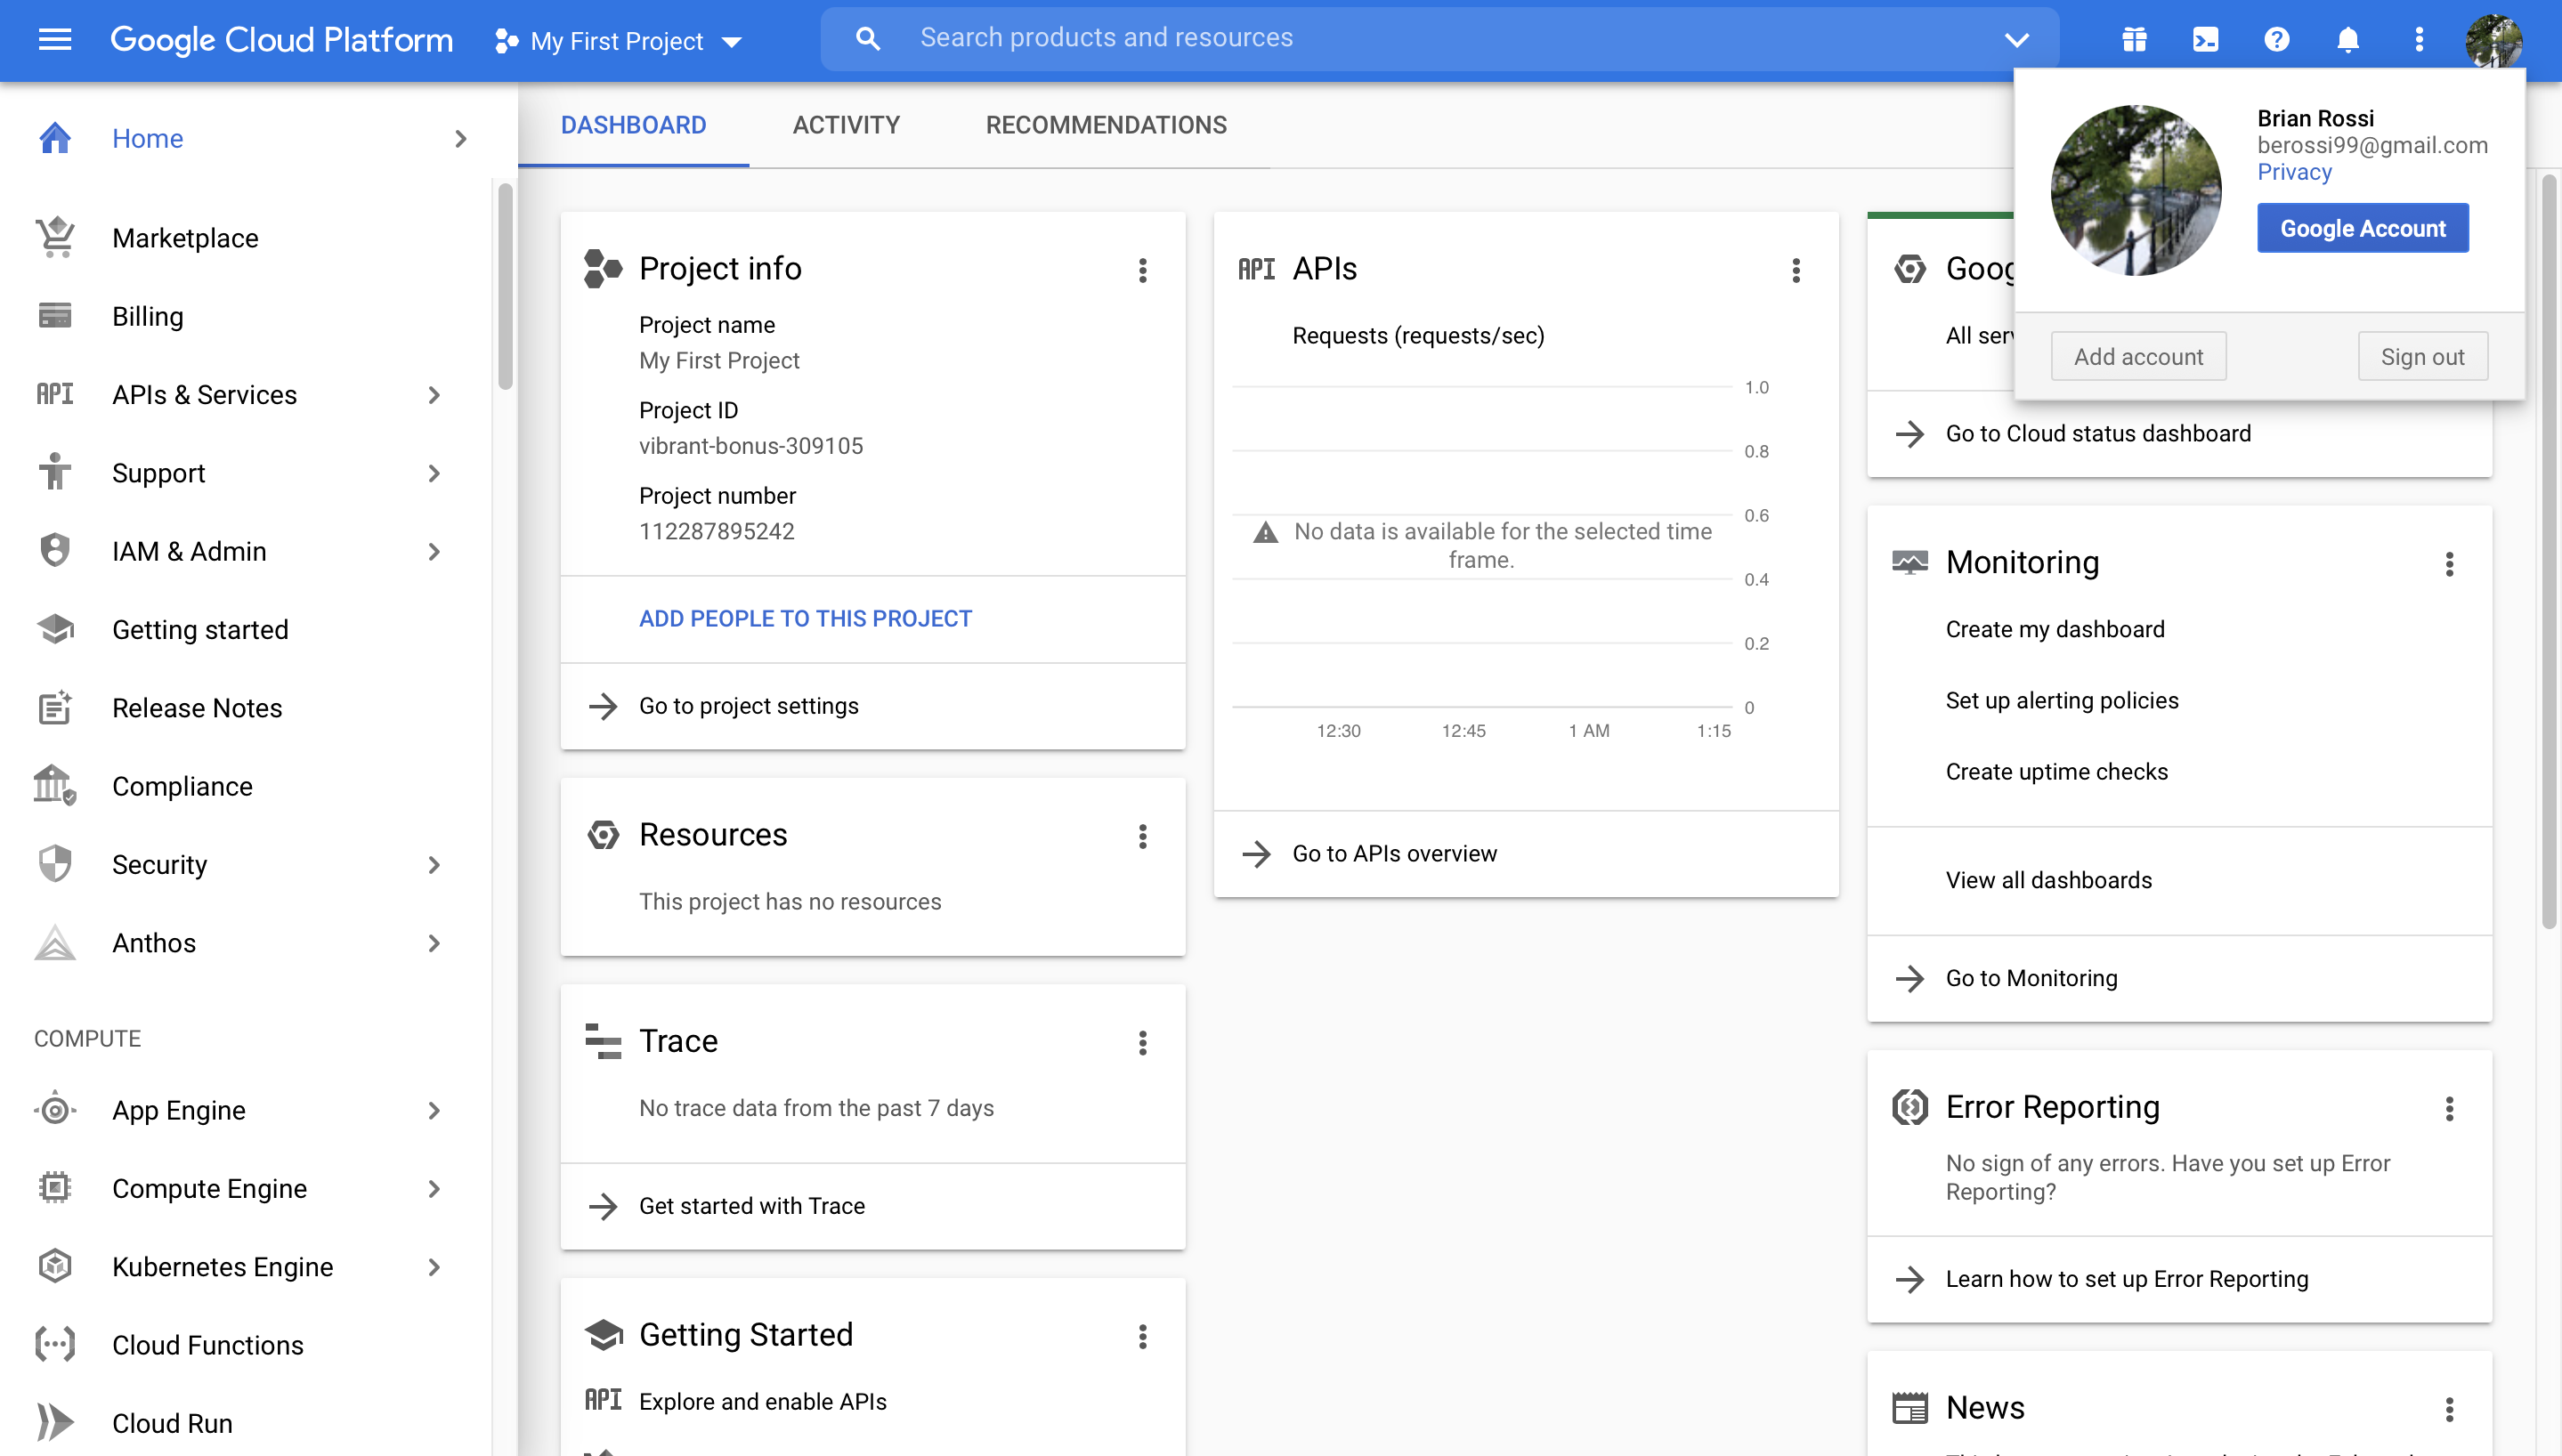 Google Cloud Platform
My First Project
Search products and resources
Brian Rossi
berossi99@gmail.com
Privacy
Google Account
Add account
Sign out
Home
Marketplace
Billing
API
APIs & Services
Support
IAM & Admin
Getting started
Release Notes
Compliance
Security
Anthos
COMPUTE
App Engine
Compute Engine
Kubernetes Engine
Cloud Functions
Cloud Run
DASHBOARD
ACTIVITY
RECOMMENDATIONS
Project info
Project name
My First Project
Project ID
vibrant-bonus-309105
Project number
112287895242
ADD PEOPLE TO THIS PROJECT
Go to project settings
Resources
This project has no resources
Trace
No trace data from the past 7 days
Get started with Trace
Getting Started
API
Explore and enable APIs
API
APIs
Requests (requests/sec)
1.0
0.8
0.6
No data is available for the selected time
frame.
0.4
0.2
0
12:30
12:45
1 AM
1:15
Go to APIs overview
Goog
All serv
Go to Cloud status dashboard
Monitoring
Create my dashboard
Set up alerting policies
Create uptime checks
View all dashboards
Go to Monitoring
Error Reporting
No sign of any errors. Have you set up Error
Reporting?
Learn how to set up Error Reporting
News